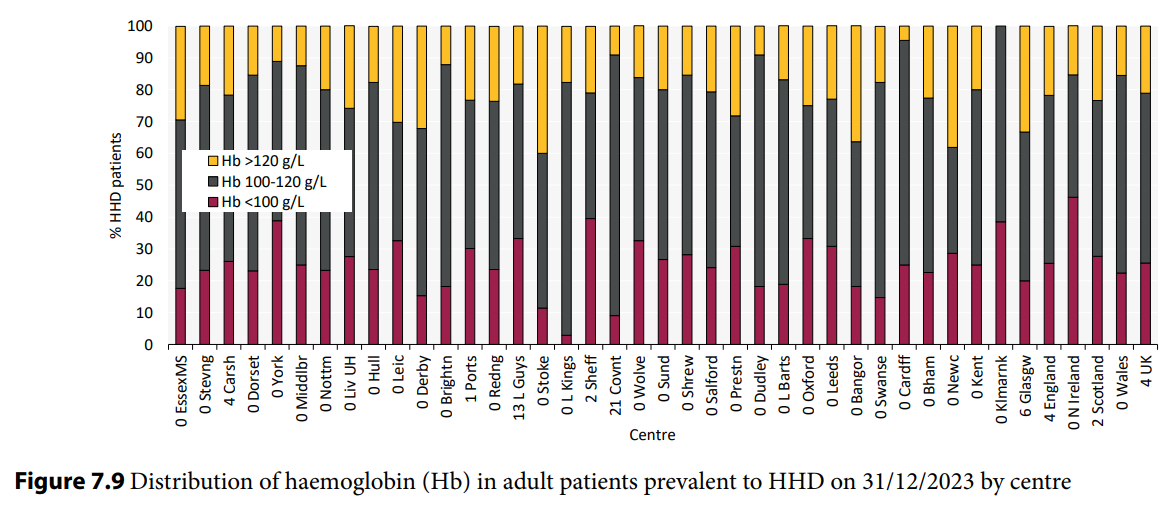 100
90
80
70
60
50
40
30
20
10
0
% HHD patients
Hb >120 g/L
Hb 100-120 g/L
Hb <100 g/L
0 EssexMS
0 Stevng
4 Carsh
0 Dorset
0 York
0 Middlbr
0 Nottm
0 Liv UH
0 Hull
0 Leic
0 Derby
0 Brightn
1 Ports
0 Redng
13 L Guys
0 Stoke
0 L Kings
2 Sheff
21 Covnt
0 Wolve
0 Sund
0 Shrew
0 Salford
0 Prestn
0 Dudley
0 L Barts
0 Oxford
0 Leeds
0 Bangor
0 Swanse
0 Cardff
0 Bham
0 Newc
0 Kent
0 Klmarnk
6 Glasgw
4 England
0 N Ireland
2 Scotland
0 Wales
4 UK
Centre
Figure 7.9 Distribution of haemoglobin (Hb) in adult patients prevalent to HHD on 31/12/2023 by centre